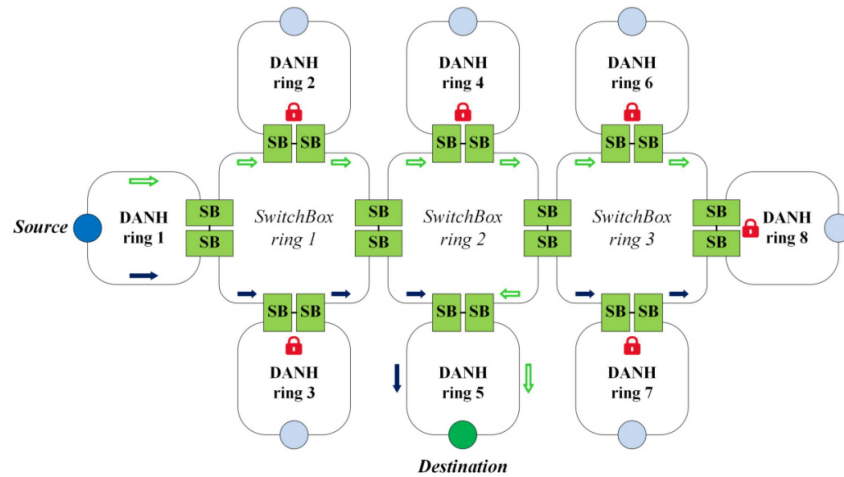 DANH
ring 2
DANH
ring 4
DANH
ring 6
SB
SB
SB
SB
SB
SB
Source
DANH
ring 1
SB
SB
SwitchBox
ring 1
SB
SB
SwitchBox
ring 2
SB
SB
SwitchBox
ring 3
SB
SB
DANH
ring 8
SB
SB
SB
SB
SB
SB
DANH
ring 3
DANH
ring 5
DANH
ring 7
Destination